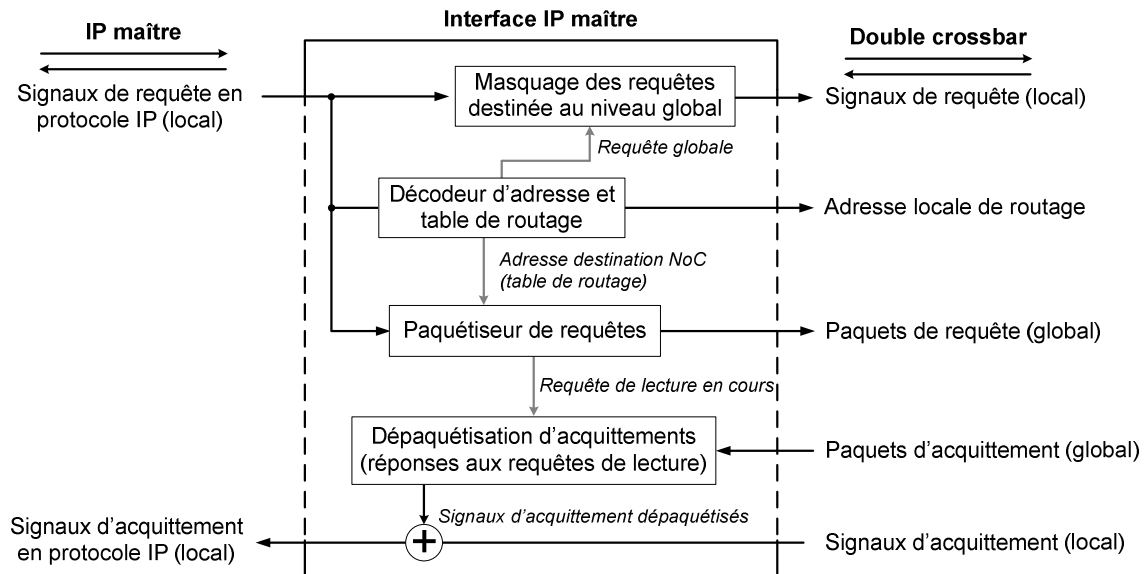 Interface IP maître
IP maître
Double crossbar
Signaux de requête en
protocole IP (local)
Masquage des requêtes
destinée au niveau global
Signaux de requête (local)
Requête globale
Décodeur d'adresse et
table de routage
Adresse locale de routage
Adresse destination NoC
(table de routage)
Paquétiseur de requêtes
Paquets de requête (global)
Requête de lecture en cours
Dépaquétisation d'acquittements
(réponses aux requêtes de lecture)
Paquets d'acquittement (global)
Signaux d'acquittement dépaquétisés
Signaux d'acquittement
en protocole IP (local)
+
Signaux d'acquittement (local)